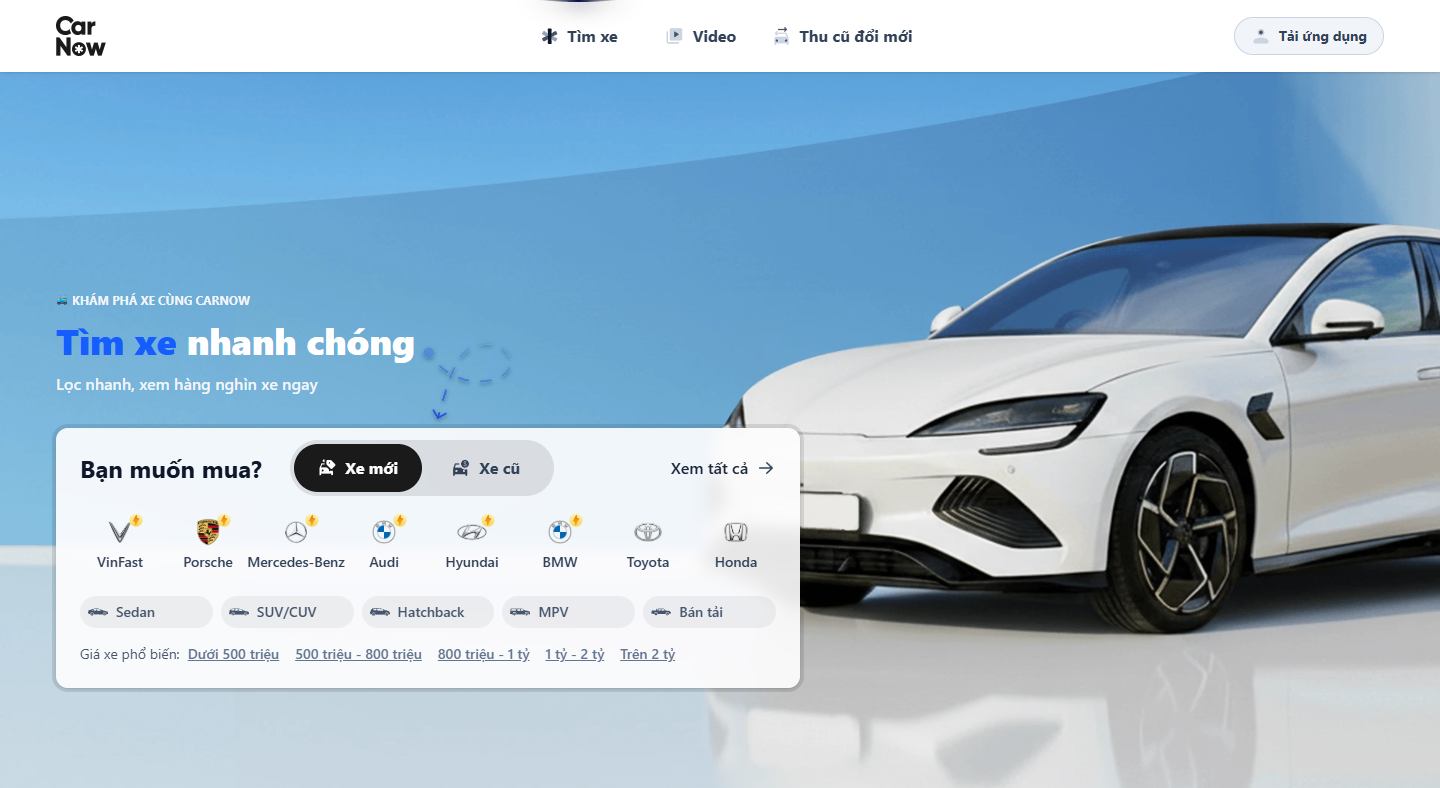 Car
Now
Tìm xe
Video
Thu cũ đổi mới
Tải ứng dụng
KHÁM PHÁ XE CÙNG CARNOW
Tìm xe nhanh chóng
Lọc nhanh, xem hàng nghìn xe ngay
Bạn muốn mua?
Xe mới
Xe cũ
Xem tất cả
VinFast
Porsche
Mercedes-Benz
Audi
Hyundai
BMW
Toyota
Honda
Sedan
SUV/CUV
Hatchback
MPV
Bán tải
Giá xe phổ biến: Dưới 500 triệu 500 triệu - 800 triệu 800 triệu - 1 tỷ 1 tỷ - 2 tỷ Trên 2 tỷ